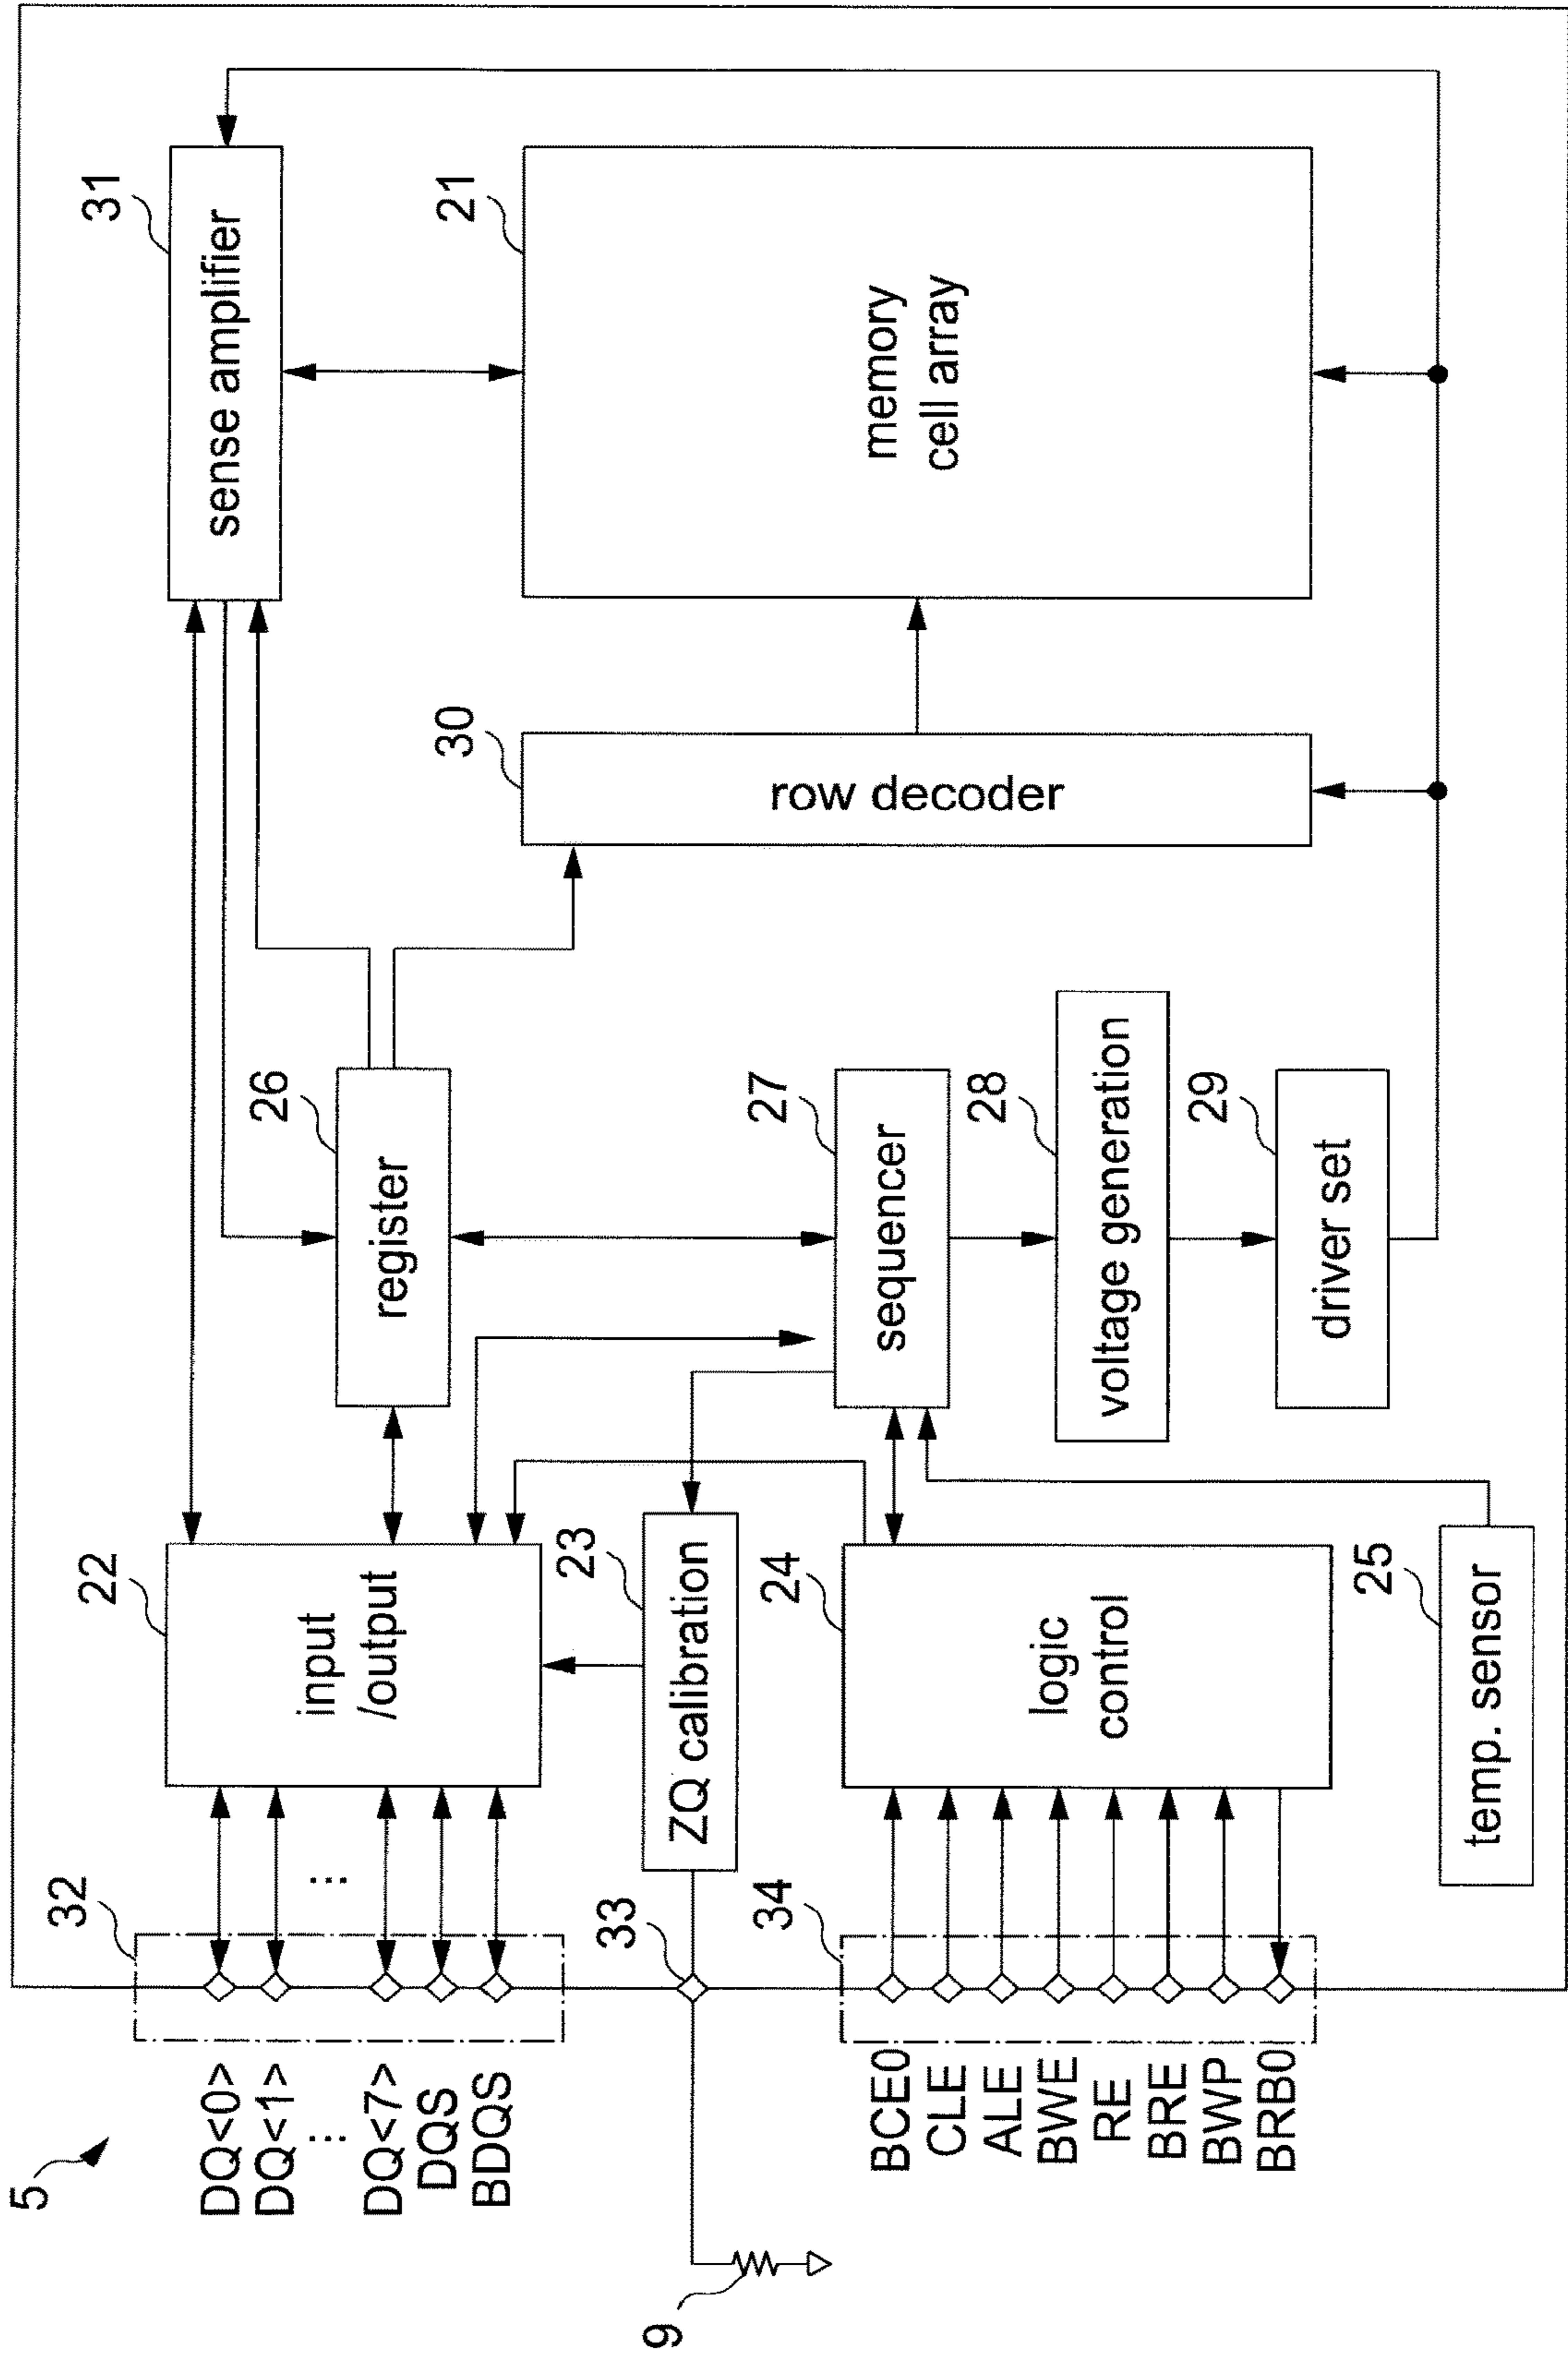 5
DQ<0>
DQ<1>
...
DQ<7>
DQS
BDQS
32
...
22
input
/output
26
register
31
sense amplifier
9
33
23
ZQ calibration
30
row decoder
21
memory
cell array
BCE0
CLE
ALE
BWE
RE
BRE
BWP
BRB0
34
24
logic
control
27
sequencer
28
voltage generation
29
driver set
25
temp. sensor